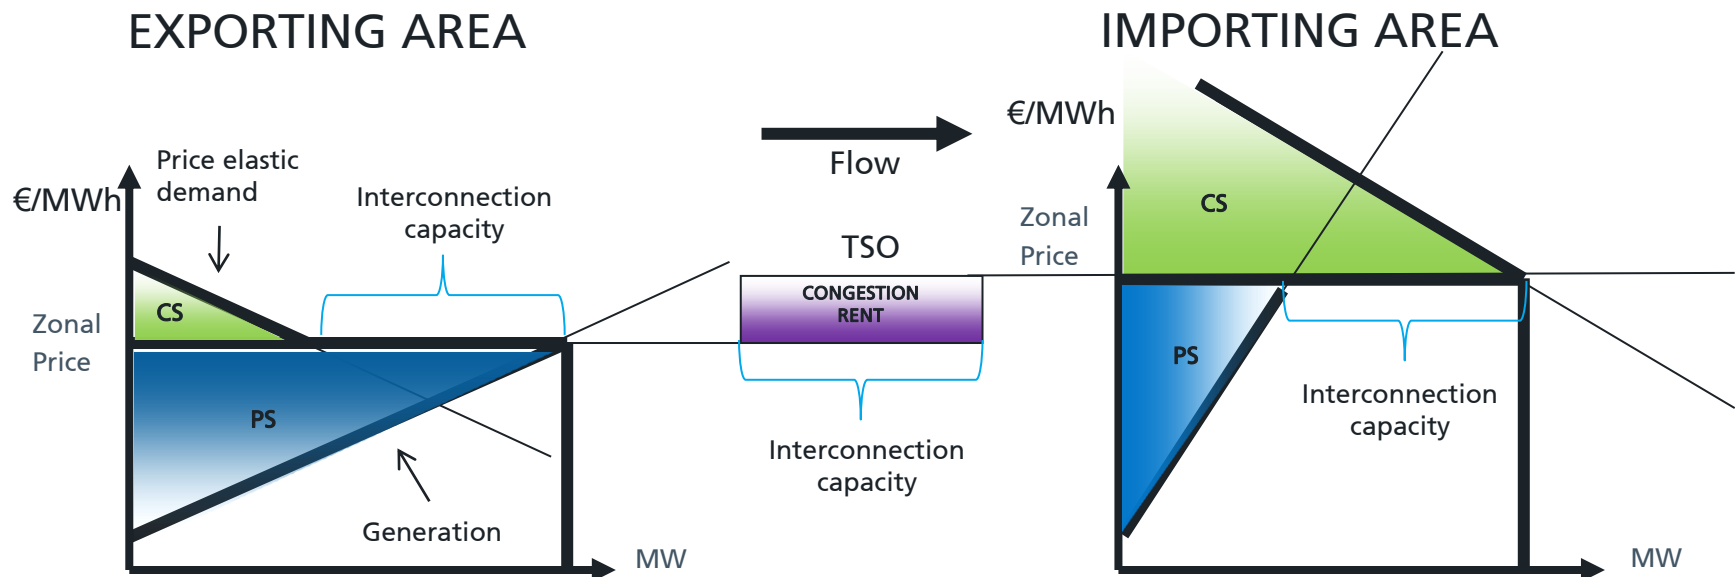 EXPORTING AREA
IMPORTING AREA
€/MWh
Price elastic
demand
€/MWh
Interconnection
capacity
Flow
CS
Zonal
Price
TSO
CONGESTION
RENT
CS
Zonal
Price
PS
PS
Interconnection
capacity
Interconnection
capacity
Generation
MW
MW